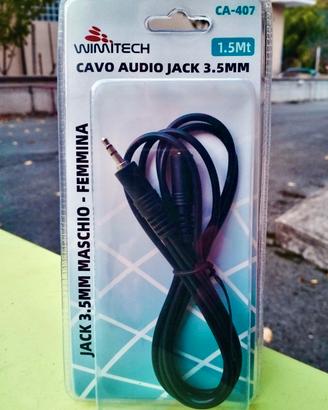 CA-407
WIMITECH
1.5Mt
CAVO AUDIO JACK 3.5MM
JACK 3.5MM MASCHIO - FEMMINA